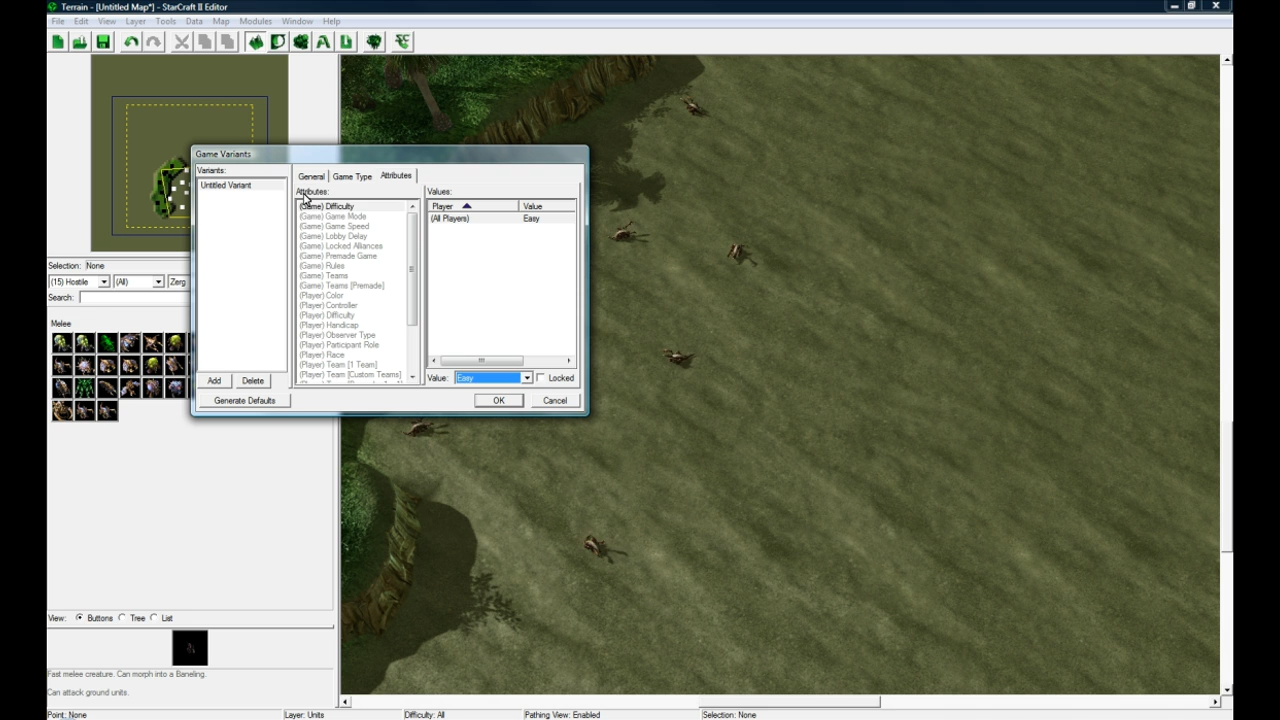 Terrain - [Untitled Map*] - StarCraft II Editor
File Edit View Layer Tools Data Map Modules Window Help
Game Variants
Variants:
Untitled Variant
Add Delete
Generate Defaults
General Game Type Attributes
Attributes:
(Game) Difficulty
(Game) Game Mode
(Game) Game Speed
(Game) Lobby Delay
(Game) Locked Alliances
(Game) Premade Game
(Game) Rules
(Game) Teams
(Game) Teams [Premade]
(Player) Color
(Player) Controller
(Player) Difficulty
(Player) Handicap
(Player) Observer Type
(Player) Participant Role
(Player) Race
(Player) Team [1 Team]
(Player) Team [Custom Teams]
Values:
Player Value
(All Players) Easy
Value: Easy Locked
OK Cancel
Selection: None
(15) Hostile (All) Zerg
Search:
Melee
View: Buttons Tree List
Fast melee creature. Can morph into a Baneling.
Can attack ground units.
Point: None Layer: Units Difficulty: All Pathing View: Enabled Selection: None